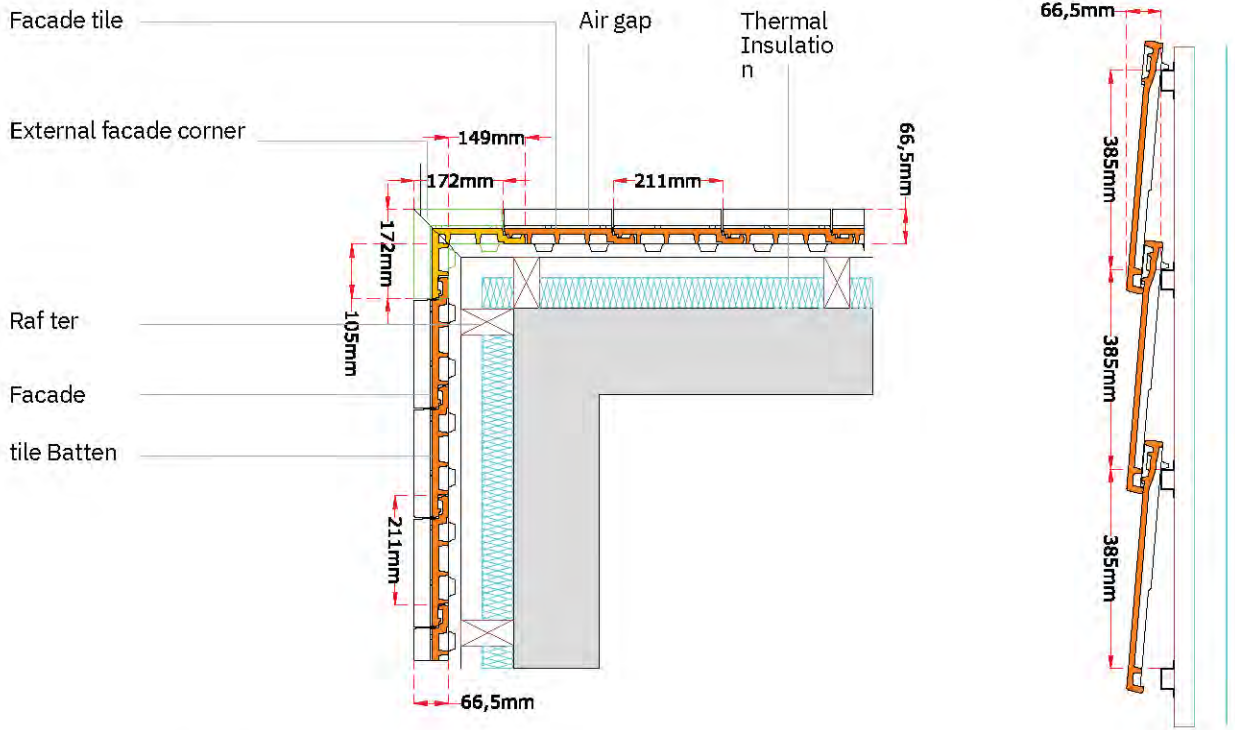 Facade tile
Air gap
Thermal
Insulatio
n
66,5mm
External facade corner
149mm
66,5mm
172mm
211mm
172mm
385mm
105mm
Raf ter
385mm
Facade
tile Batten
211mm
385mm
66,5mm